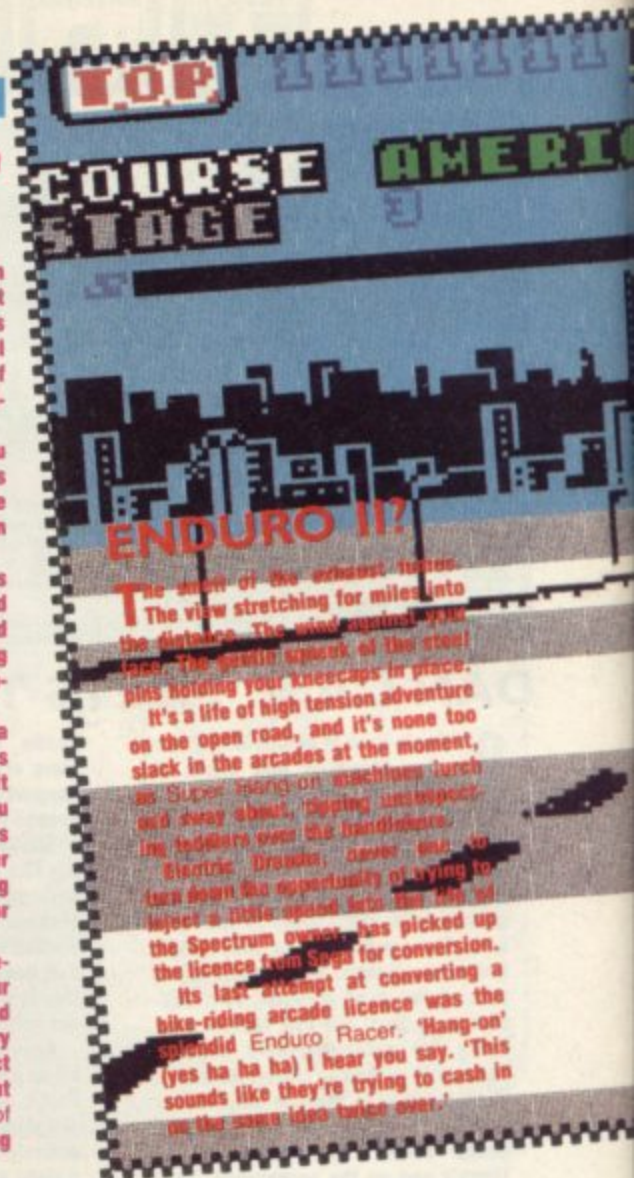 TOP 1111111
COURSE AMERIC
STAGE 3
ENDURO II?
The smell of the exhaust fumes.
The view stretching for miles into
the distance. The wind against your
face. The gentle squeek of the steel
pins holding your kneecaps in place.
It's a life of high tension adventure
on the open road, and it's none too
slack in the arcades at the moment,
as Super Hang-on machines lurch
and sway about, tipping unsuspect-
ing toddlers over the handlebars.
Electric Dreams, never one to
turn down the opportunity of trying to
inject a little speed into the life of
the Spectrum owner, has picked up
the licence from Sega for conversion.
Its last attempt at converting a
bike-riding arcade licence was the
splendid Enduro Racer. 'Hang-on'
(yes ha ha ha) I hear you say. 'This
sounds like they're trying to cash in
on the same idea twice over.'